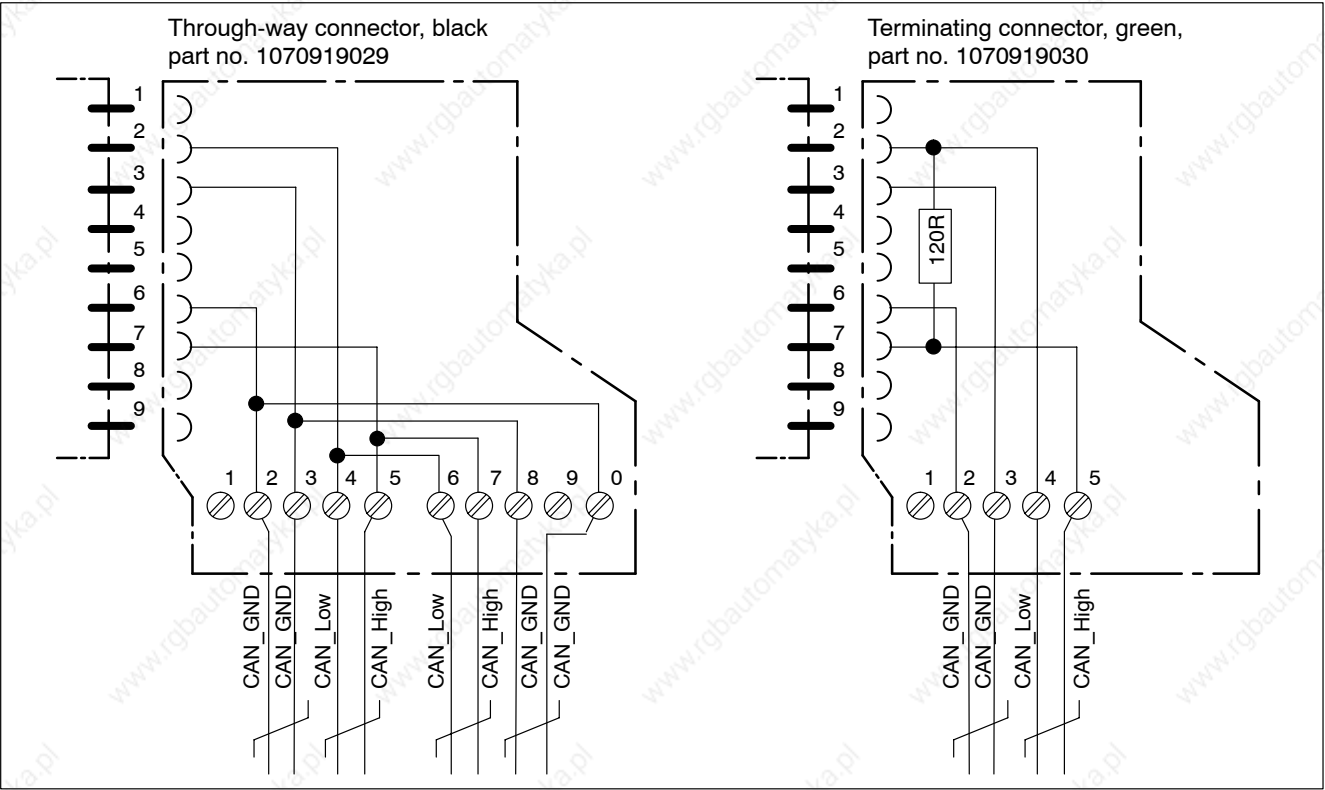 Through-way connector, black
part no. 1070919029
1
2
3
4
5
6
7
8
9
1 2 3 4 5 6 7 8 9 0
CAN_GND
CAN_GND
CAN_Low
CAN_High
CAN_Low
CAN_High
CAN_GND
CAN_GND
Terminating connector, green,
part no. 1070919030
1
2
3
4
5
6
7
8
9
120R
1 2 3 4 5
CAN_GND
CAN_GND
CAN_Low
CAN_High
www.rgbautomatyka.pl